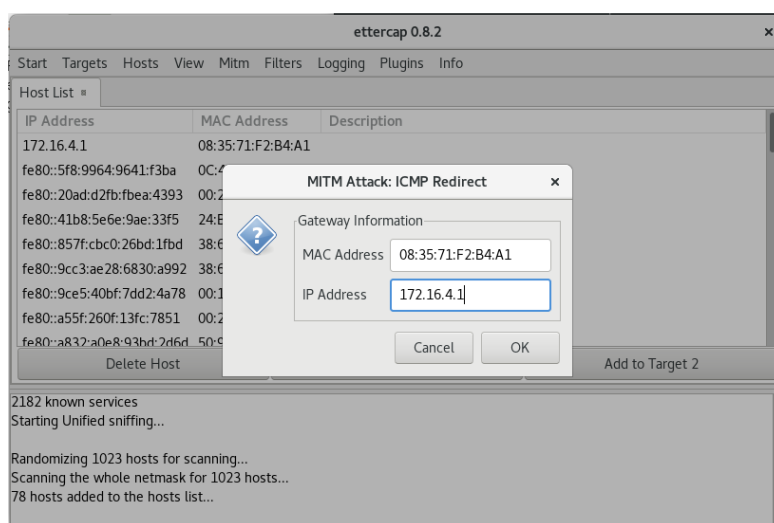 ettercap 0.8.2 ×
Start Targets Hosts View Mitm Filters Logging Plugins Info
Host List
IP Address MAC Address Description
172.16.4.1 08:35:71:F2:B4:A1
fe80::5f8:9964:9641:f3ba
fe80::20ad:d2fb:fbea:4393
fe80::41b8:5e6e:9ae:33f5
fe80::857f:cbc0:26bd:1fbd
fe80::9cc3:ae28:6830:a992
fe80::9ce5:40bf:7dd2:4a78
fe80::a55f:260f:13fc:7851
fe80::a832:a0e8:93bd:2d6d
MITM Attack: ICMP Redirect ×
Gateway Information
MAC Address 08:35:71:F2:B4:A1
IP Address 172.16.4.1
Cancel OK
Delete Host Add to Target 2
2182 known services
Starting Unified sniffing...
Randomizing 1023 hosts for scanning...
Scanning the whole netmask for 1023 hosts...
78 hosts added to the hosts list...